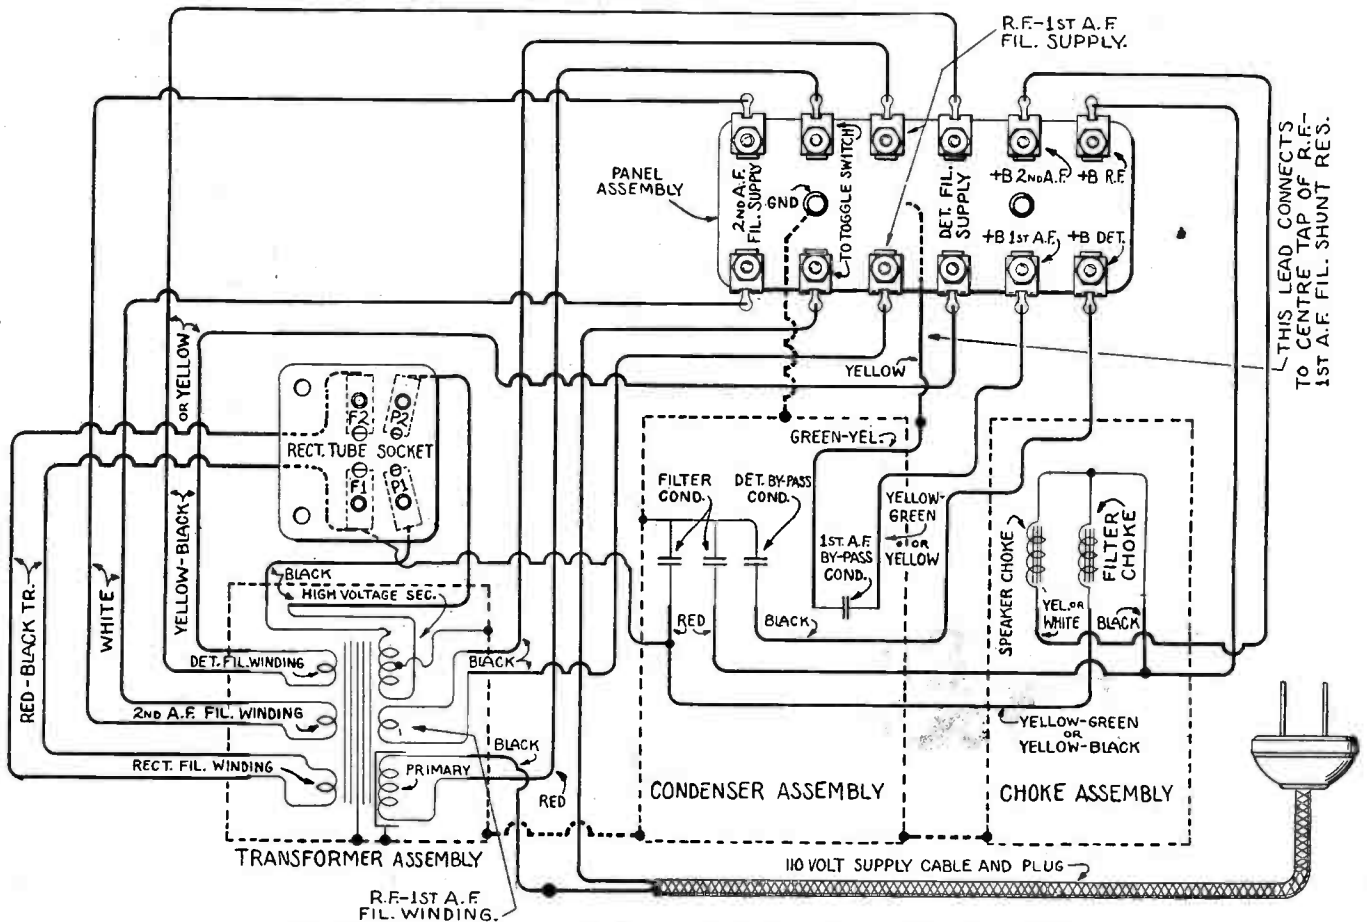 R.F.-1ST A.F.
FIL. SUPPLY.
THIS LEAD CONNECTS
TO CENTRE TAP OF R.F.-
1ST A.F. FIL. SHUNT RES.
PANEL
ASSEMBLY
2ND A.F.
FIL. SUPPLY
GND
TO TOGGLE SWITCH
DET. FIL.
SUPPLY
+B 2ND A.F.
+B R.F.
+B 1ST A.F.
+B DET.
OR YELLOW
YELLOW
F2
P2
RECT. TUBE SOCKET
F1
P1
GREEN-YEL.
FILTER
COND.
DET. BY-PASS
COND.
YELLOW-
GREEN
OR
YELLOW
1ST A.F.
BY-PASS
COND.
SPEAKER CHOKE
FILTER
CHOKE
RED-BLACK TR.
WHITE
YELLOW-BLACK
BLACK
HIGH VOLTAGE SEC.
RED
BLACK
YEL. OR
WHITE
BLACK
DET. FIL. WINDING
BLACK
2ND A.F. FIL. WINDING
BLACK
YELLOW-GREEN
OR
YELLOW-BLACK
RECT. FIL. WINDING
PRIMARY
RED
CONDENSER ASSEMBLY
CHOKE ASSEMBLY
TRANSFORMER ASSEMBLY
110 VOLT SUPPLY CABLE AND PLUG
R.F.-1ST A.F.
FIL. WINDING.